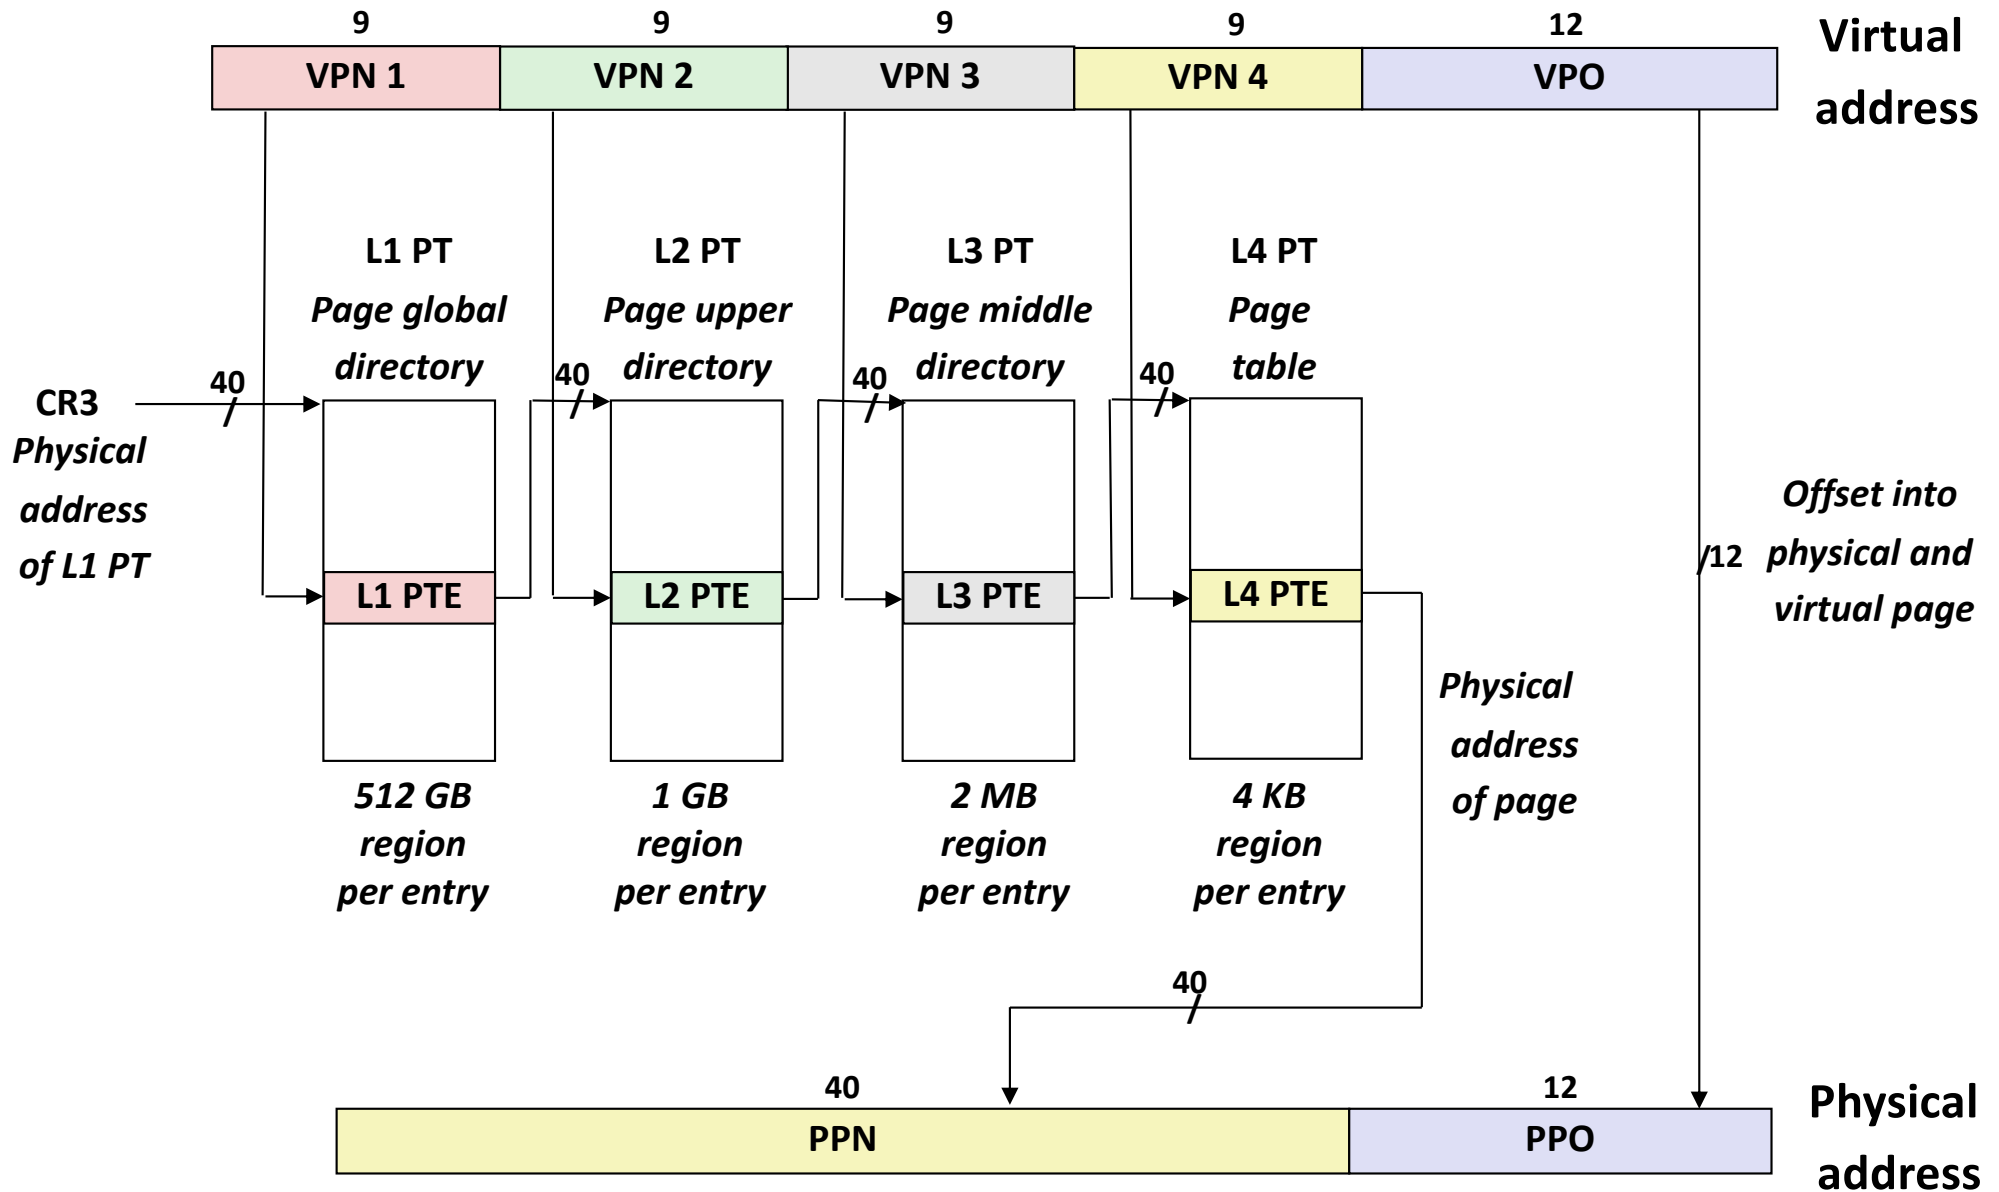 9 9 9 9 12
VPN 1 VPN 2 VPN 3 VPN 4 VPO
Virtual
address
L1 PT
Page global
directory
L2 PT
Page upper
directory
L3 PT
Page middle
directory
L4 PT
Page
table
40 40 40 40
CR3
Physical
address
of L1 PT
L1 PTE L2 PTE L3 PTE L4 PTE
/12
Offset into
physical and
virtual page
Physical
address
of page
512 GB
region
per entry
1 GB
region
per entry
2 MB
region
per entry
4 KB
region
per entry
40
40 12
PPN PPO
Physical
address